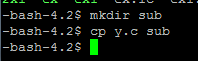 -bash-4.2$ mkdir sub
-bash-4.2$ cp y.c sub
-bash-4.2$